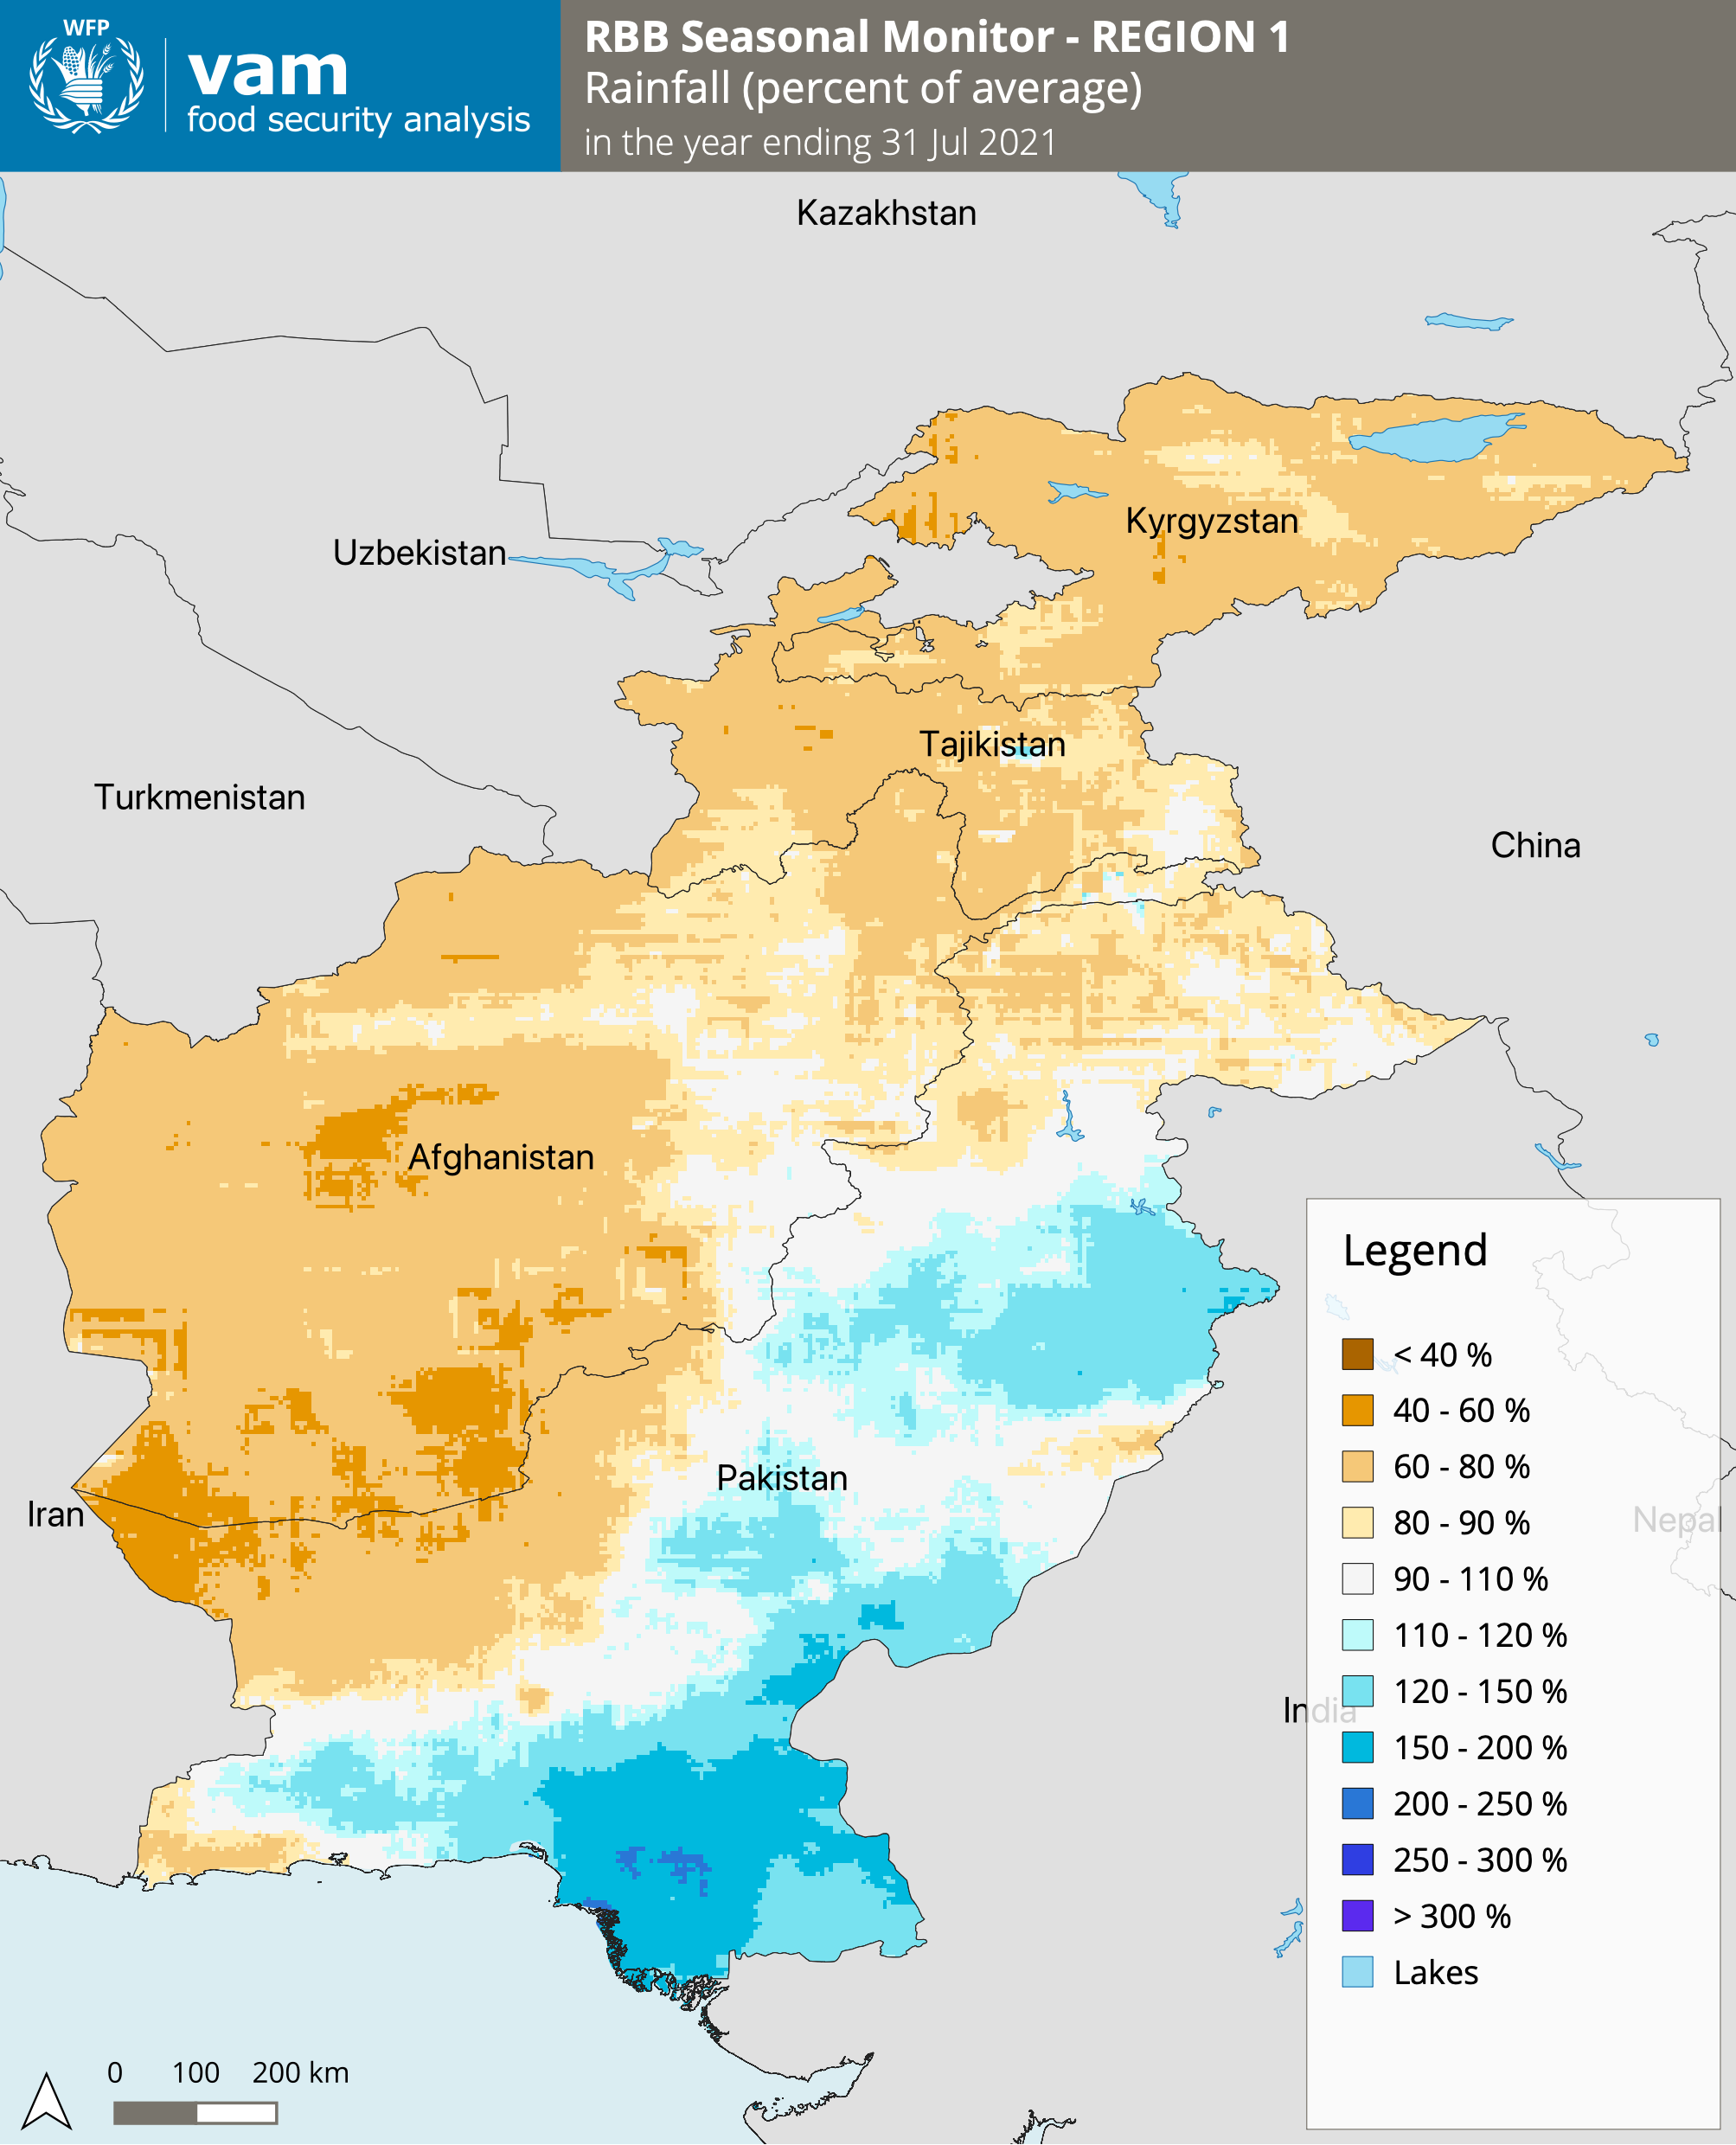 WFP
vam
food security analysis
RBB Seasonal Monitor - REGION 1
Rainfall (percent of average)
in the year ending 31 Jul 2021
Kazakhstan
Kyrgyzstan
Uzbekistan
Tajikistan
Turkmenistan
China
Afghanistan
Pakistan
Iran
Nepal
India
Legend
< 40 %
40 - 60 %
60 - 80 %
80 - 90 %
90 - 110 %
110 - 120 %
120 - 150 %
150 - 200 %
200 - 250 %
250 - 300 %
> 300 %
Lakes
0 100 200 km